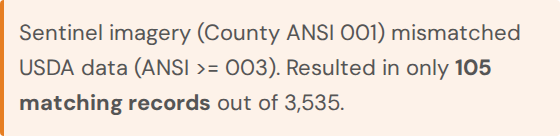 Sentinel imagery (County ANSI 001) mismatched
USDA data (ANSI >= 003). Resulted in only 105
matching records out of 3,535.